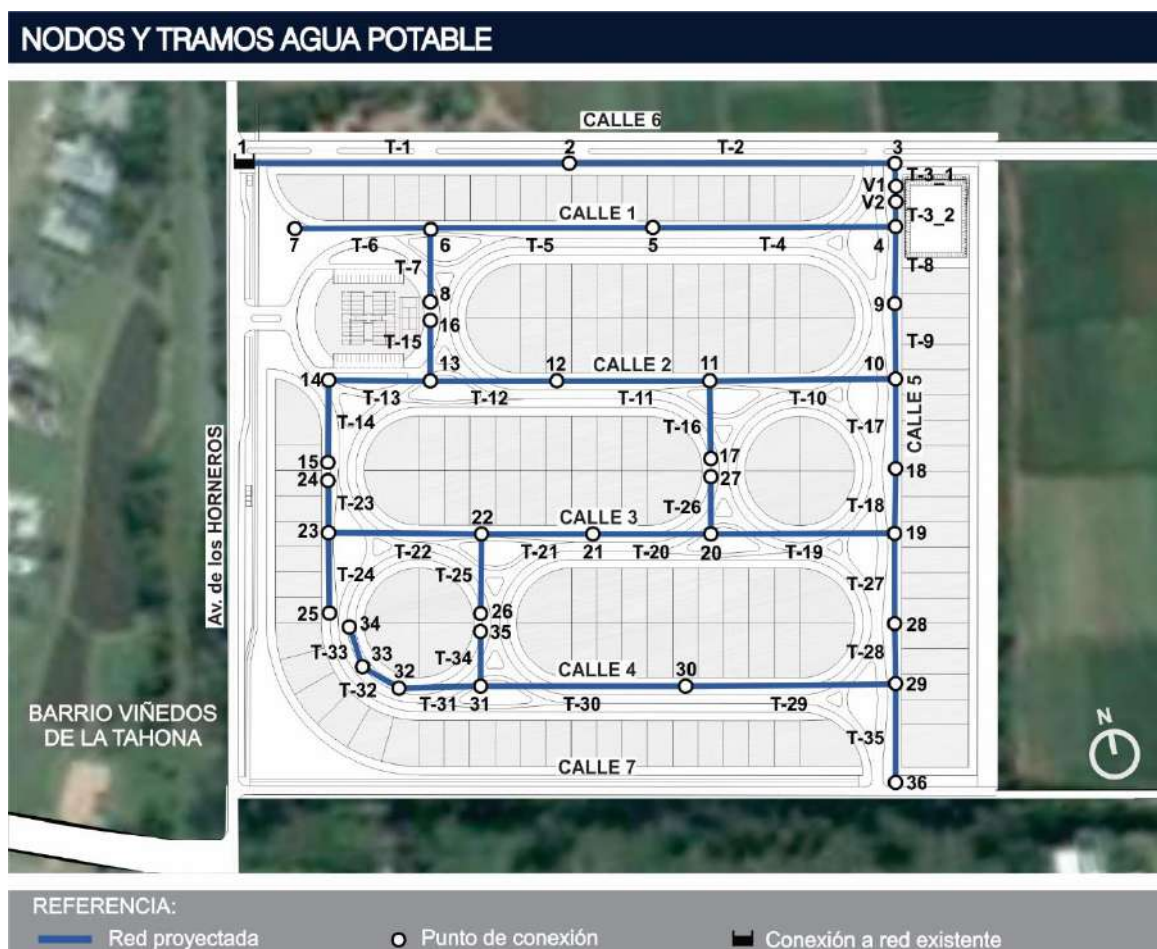 NODOS Y TRAMOS AGUA POTABLE
CALLE 6
1
T-1
2
T-2
3
T-3_1
V1
V2
T-3_2
CALLE 1
7
T-6
6
T-5
5
T-4
4
T-7
T-8
8
9
16
T-15
T-9
14
13
12
CALLE 2
11
10
T-13
T-12
T-11
T-10
CALLE 5
T-14
T-16
T-17
Av. de los HORNEROS
15
17
18
24
27
T-23
T-26
T-18
23
22
CALLE 3
21
20
19
T-22
T-21
T-20
T-19
T-24
T-25
T-27
25
26
28
34
35
T-33
33
T-34
T-28
32
CALLE 4
30
29
T-32
T-31
31
T-30
T-29
BARRIO VIÑEDOS
DE LA TAHONA
T-35
N
CALLE 7
36
REFERENCIA:
Red proyectada
Punto de conexión
Conexión a red existente